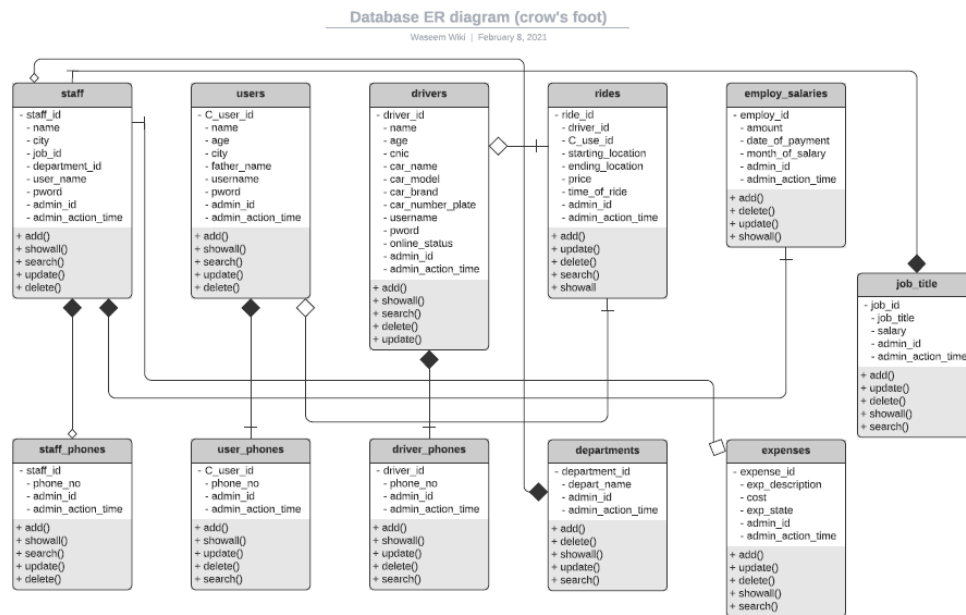 Database ER diagram (crow's foot)
Waseem Wiki | February 8, 2021
staff
- staff_id
- name
- city
- job_id
- department_id
- user_name
- pword
- admin_id
- admin_action_time
+ add()
+ showall()
+ search()
+ update()
+ delete()
users
- C_user_id
- name
- age
- city
- father_name
- username
- pword
- admin_id
- admin_action_time
+ add()
+ showall()
+ search()
+ update()
+ delete()
drivers
- driver_id
- name
- age
- cnic
- car_name
- car_model
- car_brand
- car_number_plate
- username
- pword
- online_status
- admin_id
- admin_action_time
+ add()
+ showall()
+ search()
+ delete()
+ update()
rides
- ride_id
- driver_id
- C_use_id
- starting_location
- ending_location
- price
- time_of_ride
- admin_id
- admin_action_time
+ add()
+ update()
+ delete()
+ search()
+ showall
employ_salaries
- employ_id
- amount
- date_of_payment
- month_of_salary
- admin_id
- admin_action_time
+ add()
+ delete()
+ update()
+ showall()
job_title
- job_id
- job_title
- salary
- admin_id
- admin_action_time
+ add()
+ update()
+ delete()
+ showall()
+ search()
staff_phones
- staff_id
- phone_no
- admin_id
- admin_action_time
+ add()
+ showall()
+ search()
+ update()
+ delete()
user_phones
- C_user_id
- phone_no
- admin_id
- admin_action_time
+ add()
+ showall()
+ update()
+ delete()
+ search()
driver_phones
- driver_id
- phone_no
- admin_id
- admin_action_time
+ add()
+ showall()
+ update()
+ delete()
+ search()
departments
- department_id
- depart_name
- admin_id
- admin_action_time
+ add()
+ delete()
+ showall()
+ update()
+ search()
expenses
- expense_id
- exp_description
- cost
- exp_state
- admin_id
- admin_action_time
+ add()
+ update()
+ delete()
+ showall()
+ search()